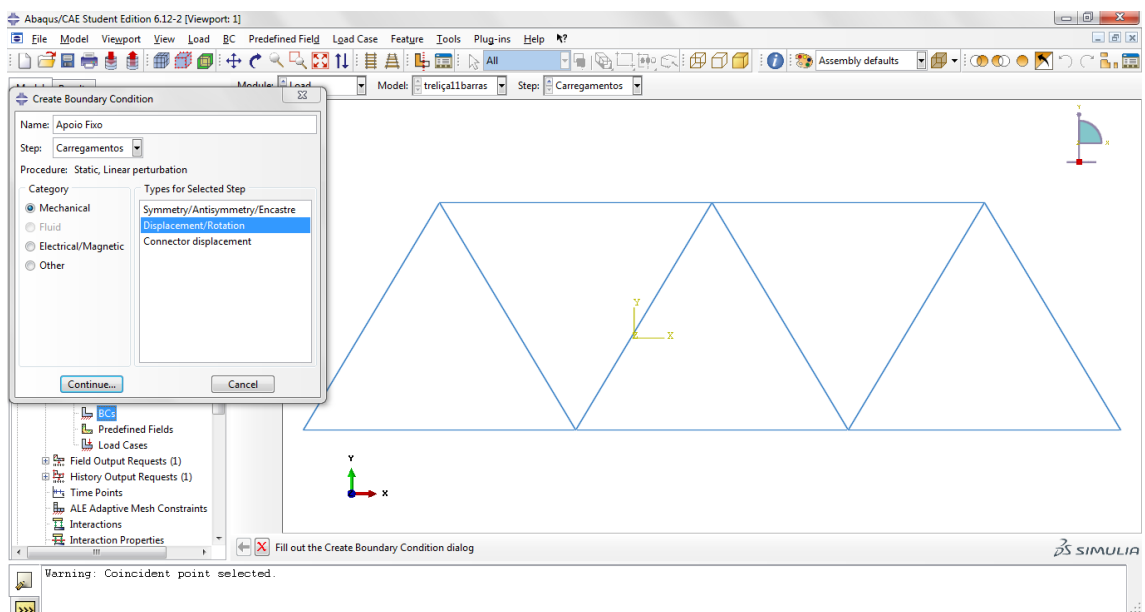 Abaqus/CAE Student Edition 6.12-2 [Viewport: 1]
File Model Viewport View Load BC Predefined Field Load Case Feature Tools Plug-ins Help
All
Assembly defaults
Module: Load Model: treliça11barras Step: Carregamentos
Create Boundary Condition
Name: Apoio Fixo
Step: Carregamentos
Procedure: Static, Linear perturbation
Category
Mechanical
Fluid
Electrical/Magnetic
Other
Types for Selected Step
Symmetry/Antisymmetry/Encastre
Displacement/Rotation
Connector displacement
Continue... Cancel
BCs
Predefined Fields
Load Cases
Field Output Requests (1)
History Output Requests (1)
Time Points
ALE Adaptive Mesh Constraints
Interactions
Interaction Properties
Y
X
Y
X
Z
Y
X
Fill out the Create Boundary Condition dialog
SIMULIA
Warning: Coincident point selected.
>>>